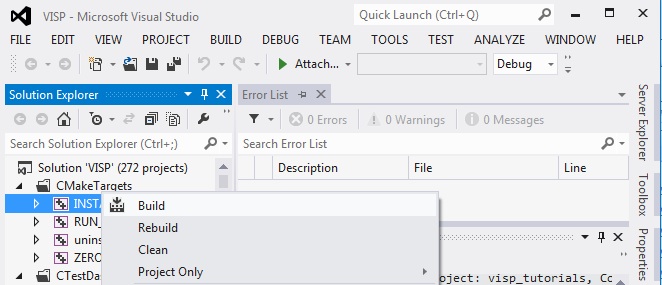 VISP - Microsoft Visual Studio
Quick Launch (Ctrl+Q)
FILE EDIT VIEW PROJECT BUILD DEBUG TEAM TOOLS TEST ANALYZE WINDOW HELP
Attach... Debug
Solution Explorer
Error List
0 Errors 0 Warnings 0 Messages
Search Solution Explorer (Ctrl+;)
Search Error List
Solution 'VISP' (272 projects)
Description File Line
CMakeTargets
INSTA
Build
RUN_
Rebuild
unins
Clean
ZERO
Project Only
CTestDas
oject: visp_tutorials, Co
Server Explorer
Toolbox
Properties